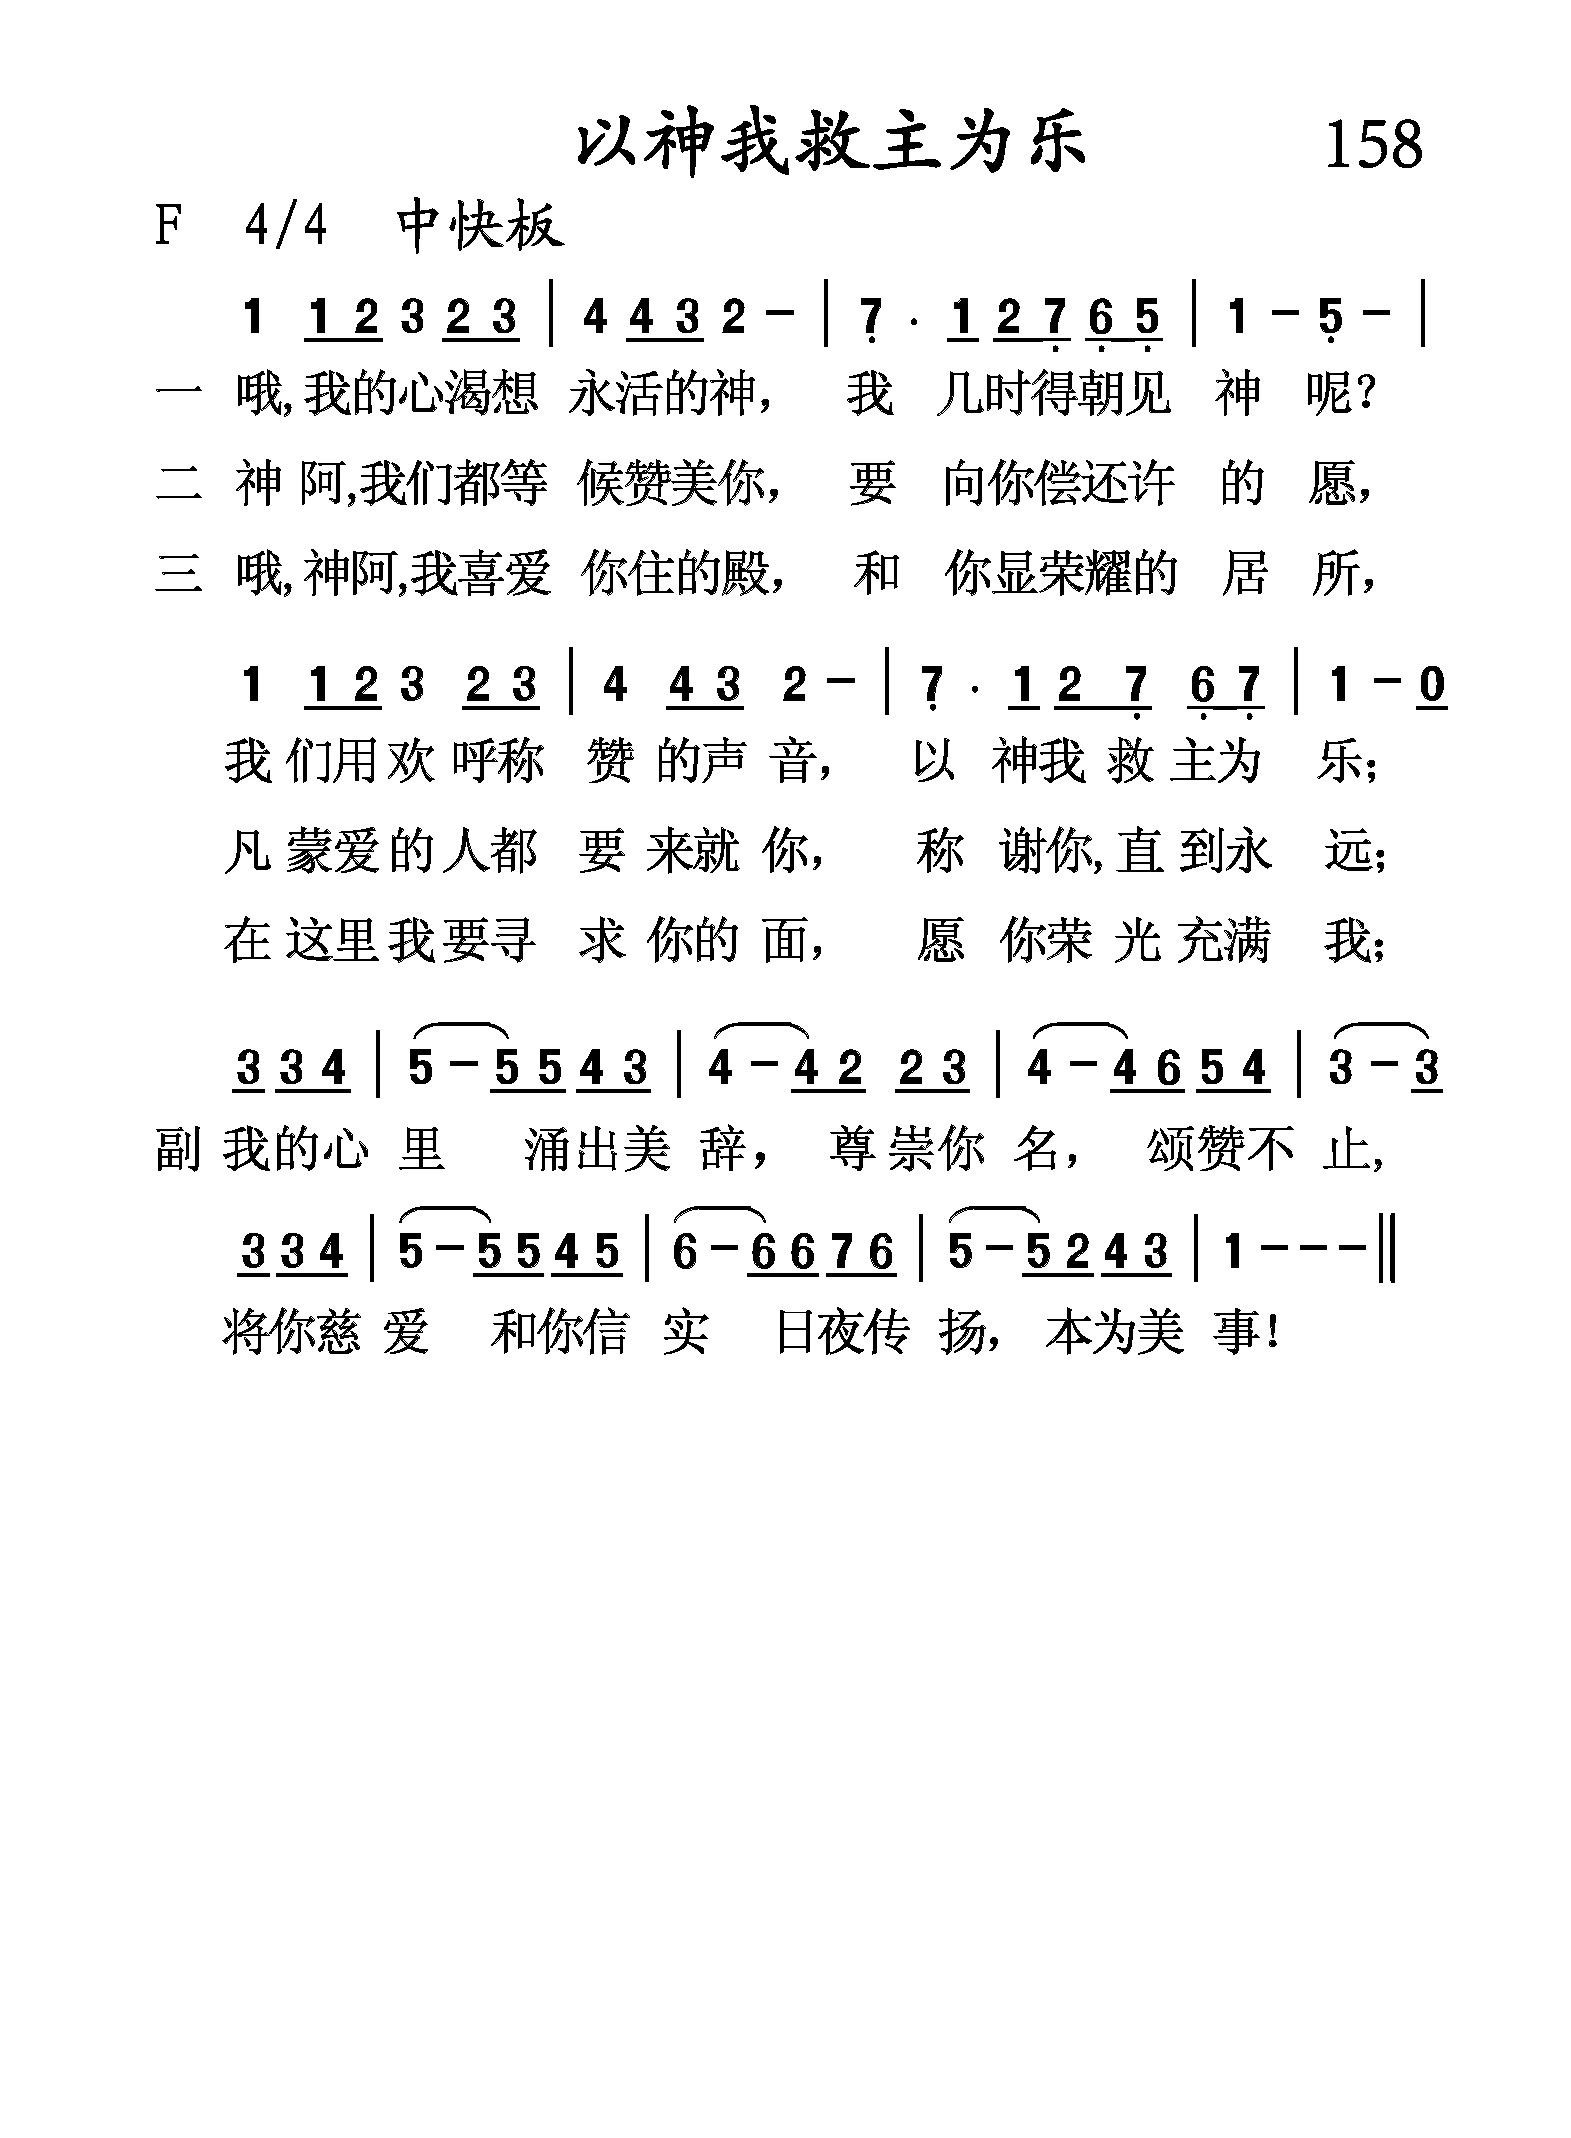 以神我救主为乐 158
F 4/4 中快板
1 1 2 3 2 3 | 4 4 3 2 - | 7 . 1 2 7 6 5 | 1 - 5 - |
一 哦,我的心渴想 永活的神, 我 几时得朝见 神 呢?
二 神 阿,我们都等 候赞美你, 要 向你偿还许 的 愿,
三 哦,神阿,我喜爱 你住的殿, 和 你显荣耀的 居 所,
1 1 2 3 2 3 | 4 4 3 2 - | 7 . 1 2 7 6 7 | 1 - 0
我 们用 欢 呼称 赞 的声 音, 以 神我 救 主为 乐;
凡 蒙爱 的 人都 要 来就 你, 称 谢你, 直 到永 远;
在 这里 我 要寻 求 你的 面, 愿 你荣 光 充满 我;
3 3 4 | 5 - 5 5 4 3 | 4 - 4 2 2 3 | 4 - 4 6 5 4 | 3 - 3
副 我的心 里 涌出美 辞, 尊崇你 名, 颂赞不 止,
3 3 4 | 5 - 5 5 4 5 | 6 - 6 6 7 6 | 5 - 5 2 4 3 | 1 - - - ||
将你慈 爱 和你信 实 日夜传 扬, 本为美 事!